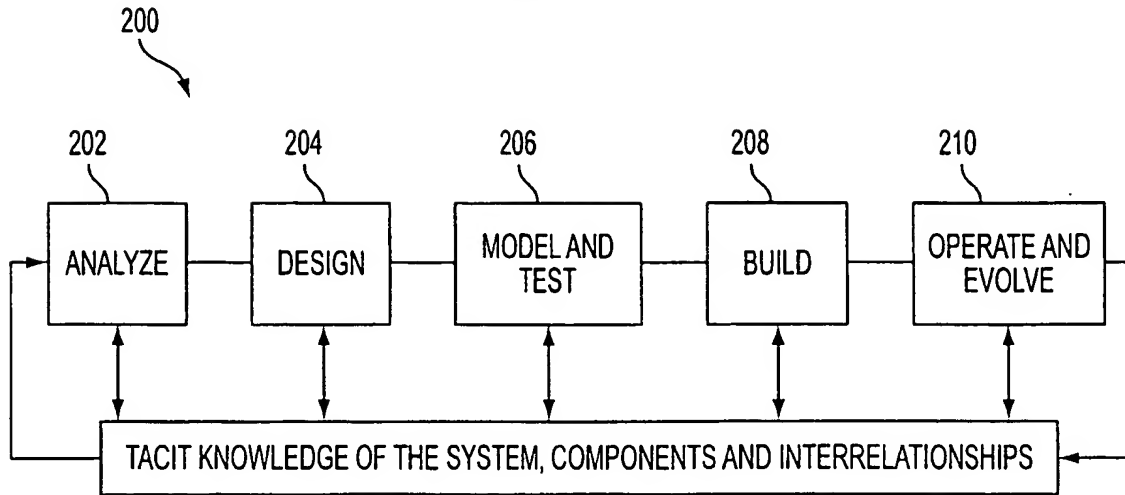 200
202
204
206
208
210
ANALYZE
DESIGN
MODEL AND
TEST
BUILD
OPERATE AND
EVOLVE
TACIT KNOWLEDGE OF THE SYSTEM, COMPONENTS AND INTERRELATIONSHIPS